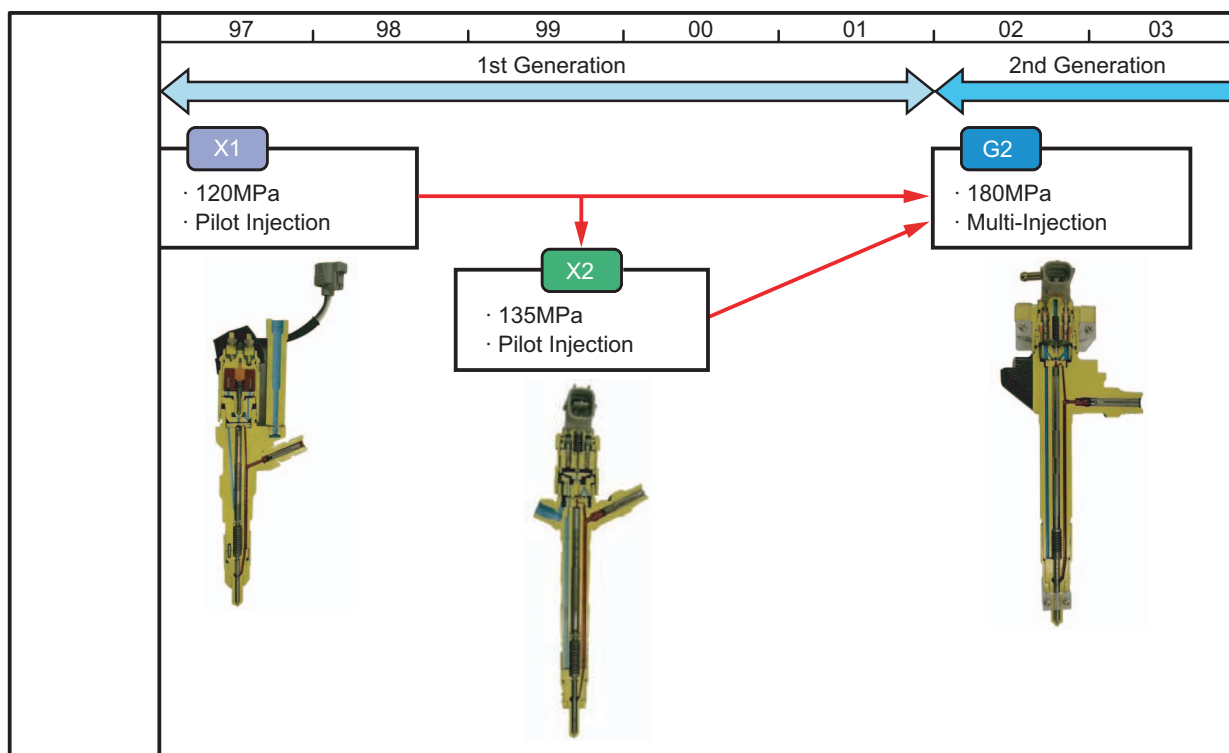 97 98 99 00 01 02 03
1st Generation 2nd Generation
X1
· 120MPa
· Pilot Injection
X2
· 135MPa
· Pilot Injection
G2
· 180MPa
· Multi-Injection